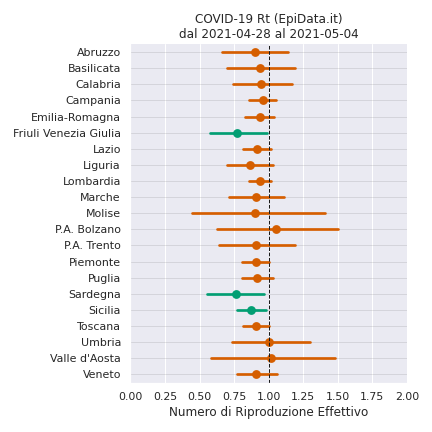 COVID-19 Rt (EpiData.it)
dal 2021-04-28 al 2021-05-04
Abruzzo
Basilicata
Calabria
Campania
Emilia-Romagna
Friuli Venezia Giulia
Lazio
Liguria
Lombardia
Marche
Molise
P.A. Bolzano
P.A. Trento
Piemonte
Puglia
Sardegna
Sicilia
Toscana
Umbria
Valle d'Aosta
Veneto
0.00 0.25 0.50 0.75 1.00 1.25 1.50 1.75 2.00
Numero di Riproduzione Effettivo